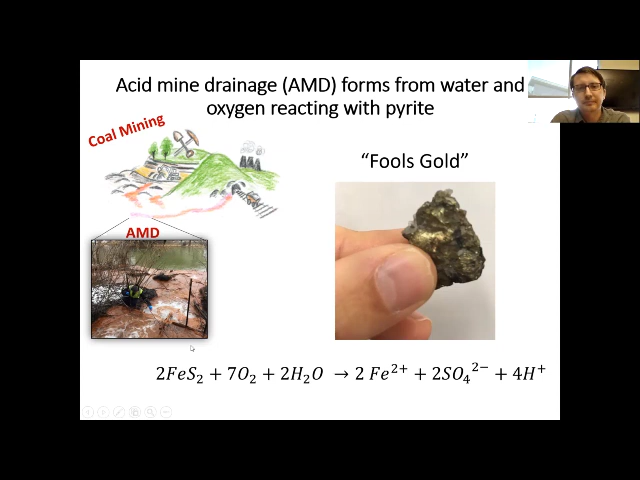 Acid mine drainage (AMD) forms from water and
oxygen reacting with pyrite
Coal Mining
“Fools Gold”
AMD
2FeS₂ + 7O₂ + 2H₂O → 2 Fe²⁺ + 2SO₄²⁻ + 4H⁺